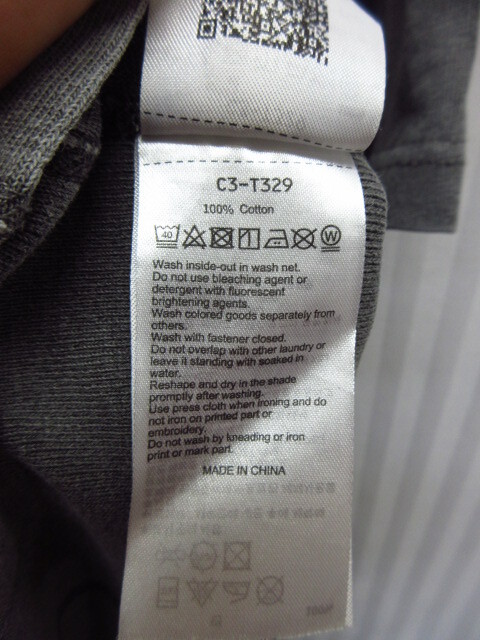 C3-T329
100% Cotton
40
W
Wash inside-out in wash net.
Do not use bleaching agent or
detergent with fluorescent
brightening agents.
Wash colored goods separately from
others.
Wash with fastener closed.
Do not overlap with other laundry or
leave it standing with soaked in
water.
Reshape and dry in the shade
promptly after washing.
Use press cloth when ironing and do
not iron on printed part or
embroidery.
Do not wash by kneading or iron
print or mark part.
MADE IN CHINA